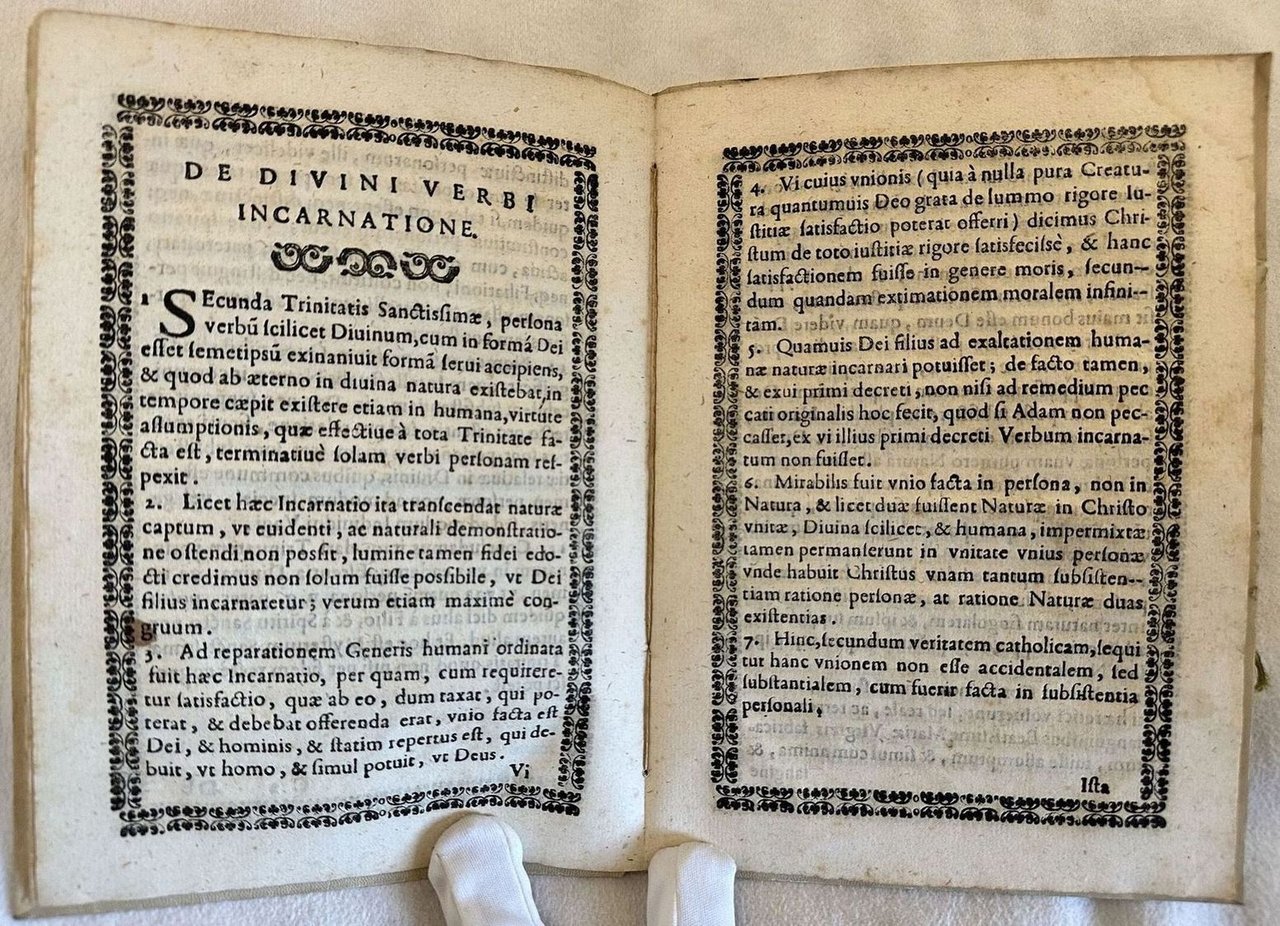 DE DIVINI VERBI
INCARNATIONE.
1 SEcunda Trinitatis Sanctissimæ, persona
verbũ scilicet Divinum, cum in formâ Dei
esset semetipsũ exinaniuit formâ serui accipiens,
& quod ab æterno in diuina natura existebat, in
tempore cæpit existere etiam in humana, virtute
assumptionis, quæ effectiue à tota Trinitate fa-
cta est, terminatiuè solam verbi personam res-
pexit.
2. Licet hæc Incarnatio ita transcendat naturæ
captum, vt euidenti, ac naturali demonstratio-
ne ostendi non possit, lumine tamen fidei edo-
cti credimus non solum fuisse possibile, vt Dei
filius incarnaretur; verum etiam maximè con-
gruum.
3. Ad reparationem Generis humani ordinata
fuit hæc Incarnatio, per quam, cum requirere-
tur satisfactio, quæ ab eo, dum taxat, qui po-
terat, & debebat offerenda erat, vnio facta est
Dei, & hominis, & statim repertus est, qui de-
buit, vt homo, & simul potuit, vt Deus.
Vi
4. Vi cuius vnionis (quia à nulla pura Creatu-
ra quantumuis Deo grata de summo rigore Iu-
stitiæ satisfactio poterat offerri) dicimus Chri-
stum de toto iustitiæ rigore satisfecisse, & hanc
satisfactionem fuisse in genere moris, secun-
dum quandam extimationem moralem infini-
tam.
5. Quamuis Dei filius ad exaltationem huma-
næ naturæ incarnari potuisset; de facto tamen,
& exui primi decreti, non nisi ad remedium pec
cati originalis hoc fecit, quod si Adam non pec-
casset, ex vi illius primi decreti Verbum incarna-
tum non fuisset.
6. Mirabilis fuit vnio facta in persona, non in
Natura, & licet duæ fuissent Naturæ in Christo
vnitæ, Diuina scilicet, & humana, impermixtæ
tamen permanserunt in vnitate vnius personæ
vnde habuit Christus vnam tantum subsisten-
tiam ratione personæ, at ratione Naturæ duas
existentias.
7. Hinc, secundum veritatem catholicam, sequi
tur hanc vnionem non esse accidentalem, sed
substantialem, cum fuerit facta in subsistentia
personali.
Ista